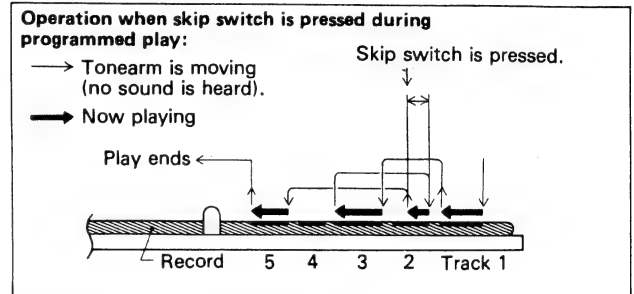 Operation when skip switch is pressed during
programmed play:
Skip switch is pressed.
Tonearm is moving
(no sound is heard).
Now playing
Play ends
Record 5 4 3 2 Track 1